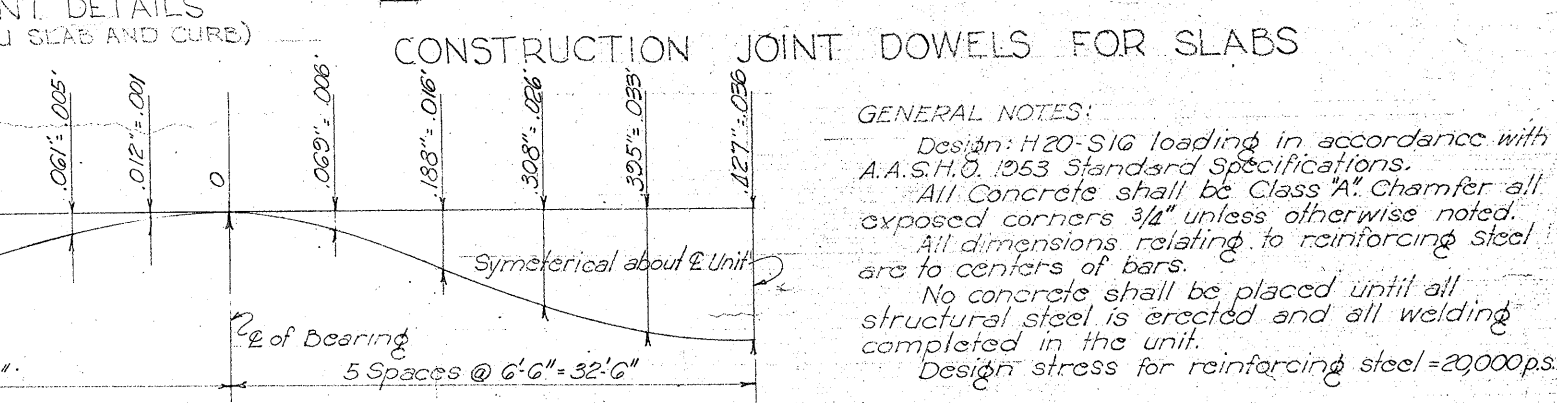 NT DETAILS
U SLAB AND CURB)
CONSTRUCTION JOINT DOWELS FOR SLABS
.061"=.005'
.012"=.001
0
.069"=.006'
.188"=.016'
.308"=.026'
.395"=.033'
.427"=.036
Symeterical about ℄ Unit
℄ of Bearing
5 Spaces @ 6'-6"=32'-6"
GENERAL NOTES:
Design: H20-S16 loading in accordance with
A.A.S.H.O. 1953 Standard Specifications.
All Concrete shall be Class "A". Chamfer all
exposed corners 3/4" unless otherwise noted.
All dimensions relating to reinforcing steel
are to centers of bars.
No concrete shall be placed until all
structural steel is erected and all welding
completed in the unit.
Design stress for reinforcing steel = 20,000 p.s.